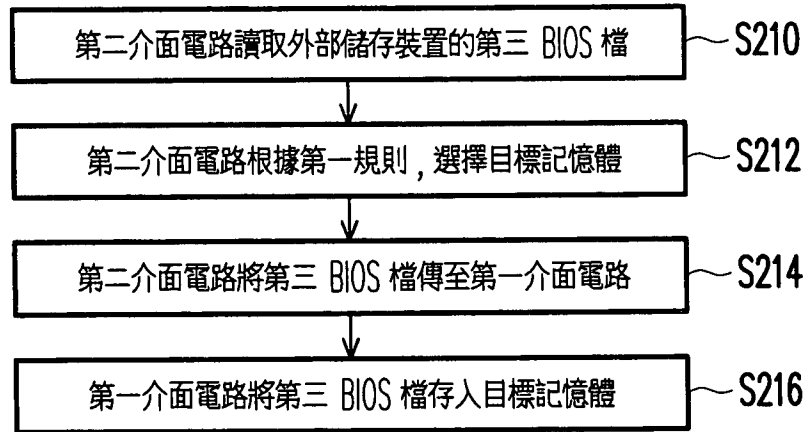 第二介面電路讀取外部儲存裝置的第三 BIOS 檔 S210
第二介面電路根據第一規則，選擇目標記憶體 S212
第二介面電路將第三 BIOS 檔傳至第一介面電路 S214
第一介面電路將第三 BIOS 檔存入目標記憶體 S216